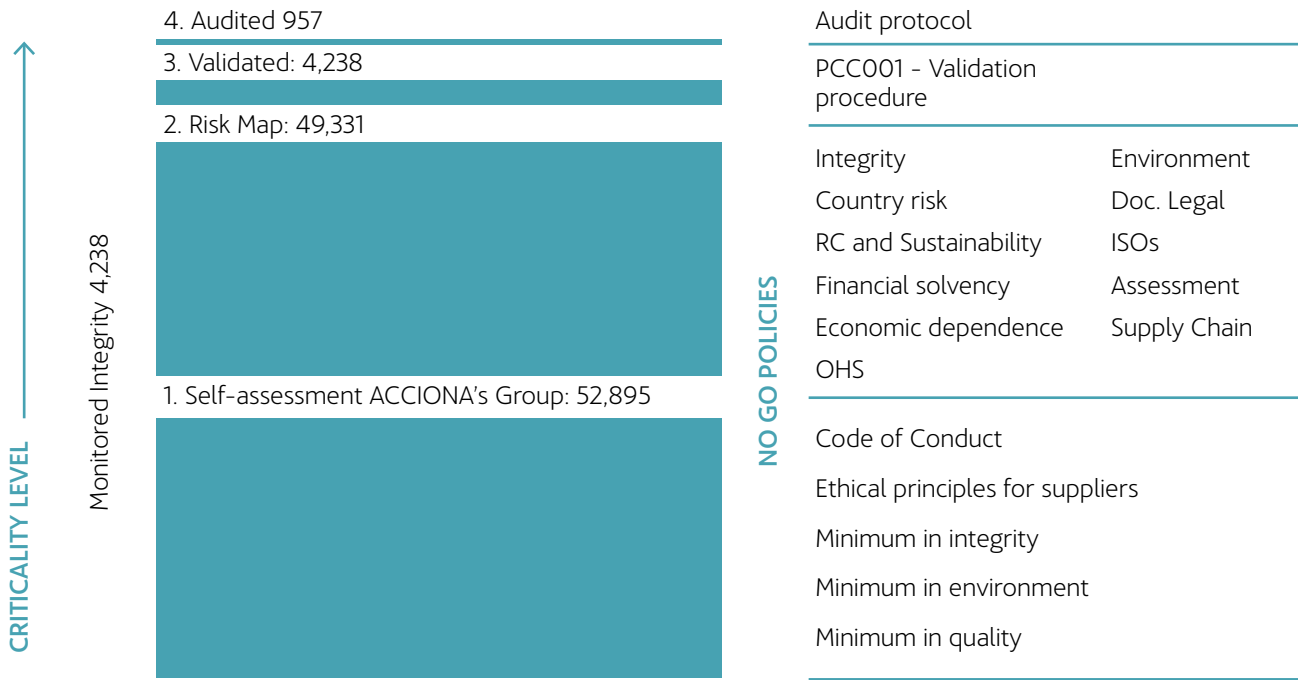 4. Audited 957
3. Validated: 4,238
2. Risk Map: 49,331
1. Self-assessment ACCIONA's Group: 52,895
CRITICALITY LEVEL
Monitored Integrity 4,238
NO GO POLICIES
Audit protocol
PCC001 - Validation
procedure
Integrity
Country risk
RC and Sustainability
Financial solvency
Economic dependence
OHS
Environment
Doc. Legal
ISOs
Assessment
Supply Chain
Code of Conduct
Ethical principles for suppliers
Minimum in integrity
Minimum in environment
Minimum in quality